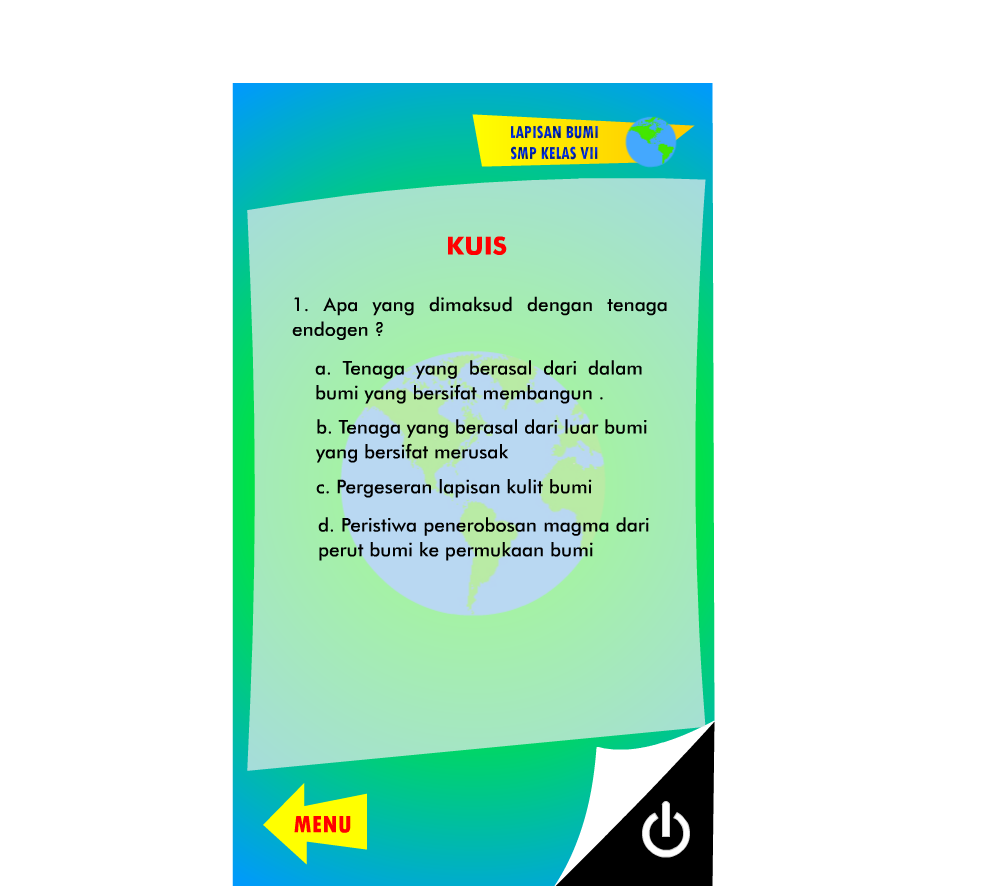 LAPISAN BUMI
SMP KELAS VII
KUIS
1. Apa yang dimaksud dengan tenaga
endogen ?
a. Tenaga yang berasal dari dalam
bumi yang bersifat membangun .
b. Tenaga yang berasal dari luar bumi
yang bersifat merusak
c. Pergeseran lapisan kulit bumi
d. Peristiwa penerobosan magma dari
perut bumi ke permukaan bumi
MENU